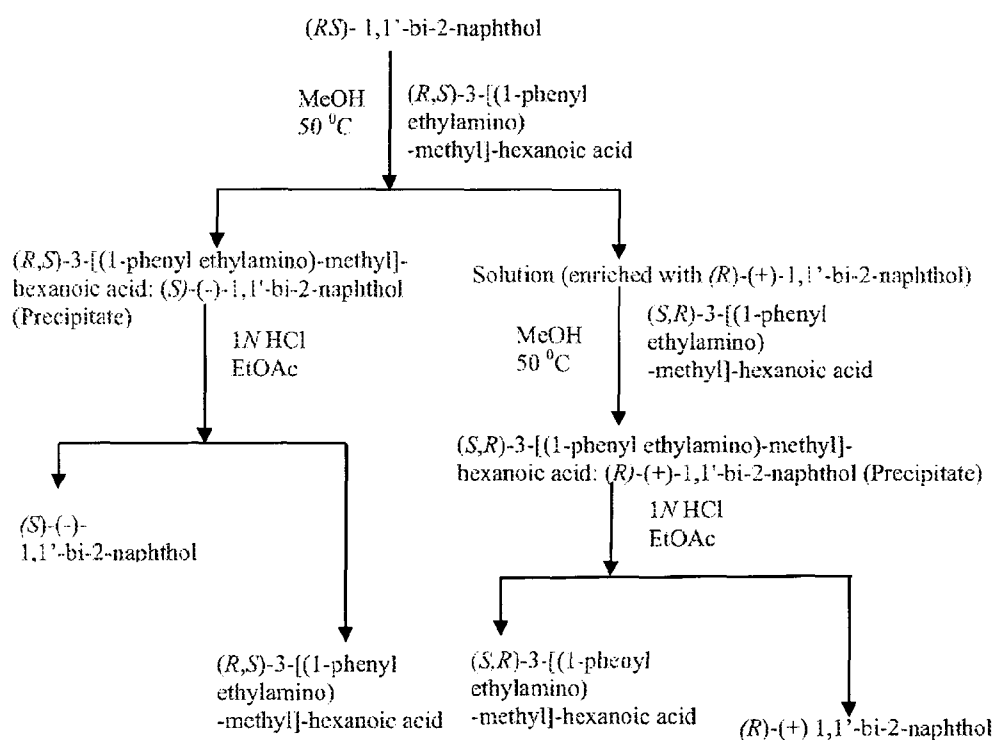 (RS)- 1,1'-bi-2-naphthol
MeOH
50 ⁰C
(R,S)-3-[(1-phenyl
ethylamino)
-methyl]-hexanoic acid
(R,S)-3-[(1-phenyl ethylamino)-methyl]-
hexanoic acid: (S)-(-)-1,1'-bi-2-naphthol
(Precipitate)
Solution (enriched with (R)-(+)-1,1'-bi-2-naphthol)
1N HCl
EtOAc
MeOH
50 ⁰C
(S,R)-3-[(1-phenyl
ethylamino)
-methyl]-hexanoic acid
(S,R)-3-[(1-phenyl ethylamino)-methyl]-
hexanoic acid: (R)-(+)-1,1'-bi-2-naphthol (Precipitate)
1N HCl
EtOAc
(S)-(-)-
1,1'-bi-2-naphthol
(R,S)-3-[(1-phenyl
ethylamino)
-methyl]-hexanoic acid
(S,R)-3-[(1-phenyl
ethylamino)
-methyl]-hexanoic acid
(R)-(+) 1,1'-bi-2-naphthol